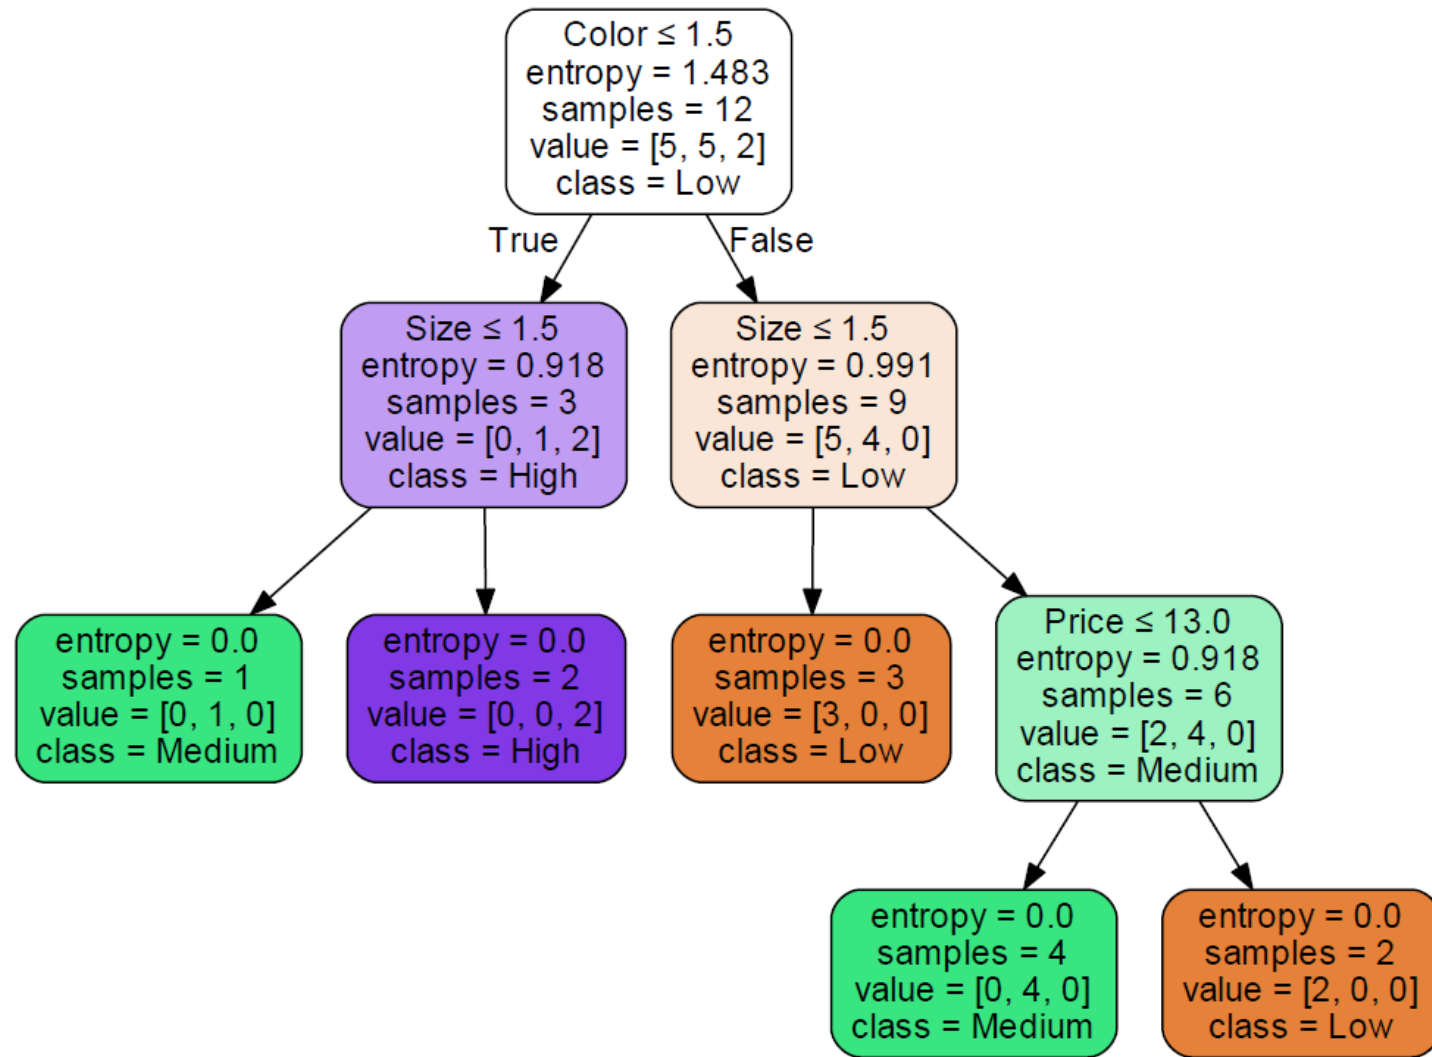 Color ≤ 1.5
entropy = 1.483
samples = 12
value = [5, 5, 2]
class = Low
True
False
Size ≤ 1.5
entropy = 0.918
samples = 3
value = [0, 1, 2]
class = High
Size ≤ 1.5
entropy = 0.991
samples = 9
value = [5, 4, 0]
class = Low
entropy = 0.0
samples = 1
value = [0, 1, 0]
class = Medium
entropy = 0.0
samples = 2
value = [0, 0, 2]
class = High
entropy = 0.0
samples = 3
value = [3, 0, 0]
class = Low
Price ≤ 13.0
entropy = 0.918
samples = 6
value = [2, 4, 0]
class = Medium
entropy = 0.0
samples = 4
value = [0, 4, 0]
class = Medium
entropy = 0.0
samples = 2
value = [2, 0, 0]
class = Low